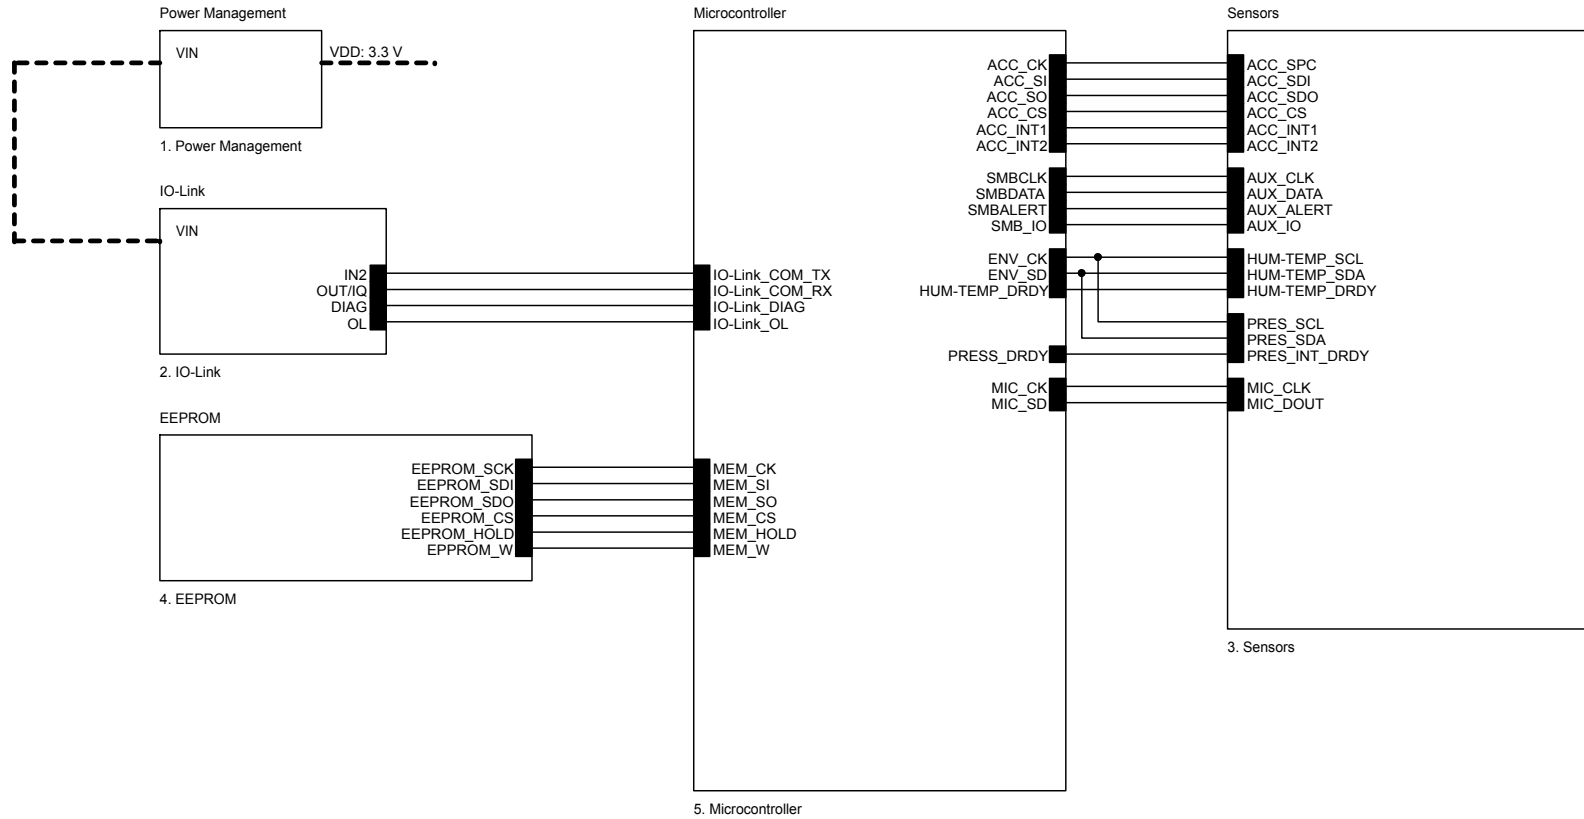 Power Management
VIN
VDD: 3.3 V
1. Power Management
IO-Link
VIN
IN2
OUT/IQ
DIAG
OL
2. IO-Link
EEPROM
EEPROM_SCK
EEPROM_SDI
EEPROM_SDO
EEPROM_CS
EEPROM_HOLD
EPPROM_W
4. EEPROM
Microcontroller
IO-Link_COM_TX
IO-Link_COM_RX
IO-Link_DIAG
IO-Link_OL
MEM_CK
MEM_SI
MEM_SO
MEM_CS
MEM_HOLD
MEM_W
ACC_CK
ACC_SI
ACC_SO
ACC_CS
ACC_INT1
ACC_INT2
SMBCLK
SMBDATA
SMBALERT
SMB_IO
ENV_CK
ENV_SD
HUM-TEMP_DRDY
PRESS_DRDY
MIC_CK
MIC_SD
5. Microcontroller
Sensors
ACC_SPC
ACC_SDI
ACC_SDO
ACC_CS
ACC_INT1
ACC_INT2
AUX_CLK
AUX_DATA
AUX_ALERT
AUX_IO
HUM-TEMP_SCL
HUM-TEMP_SDA
HUM-TEMP_DRDY
PRES_SCL
PRES_SDA
PRES_INT_DRDY
MIC_CLK
MIC_DOUT
3. Sensors